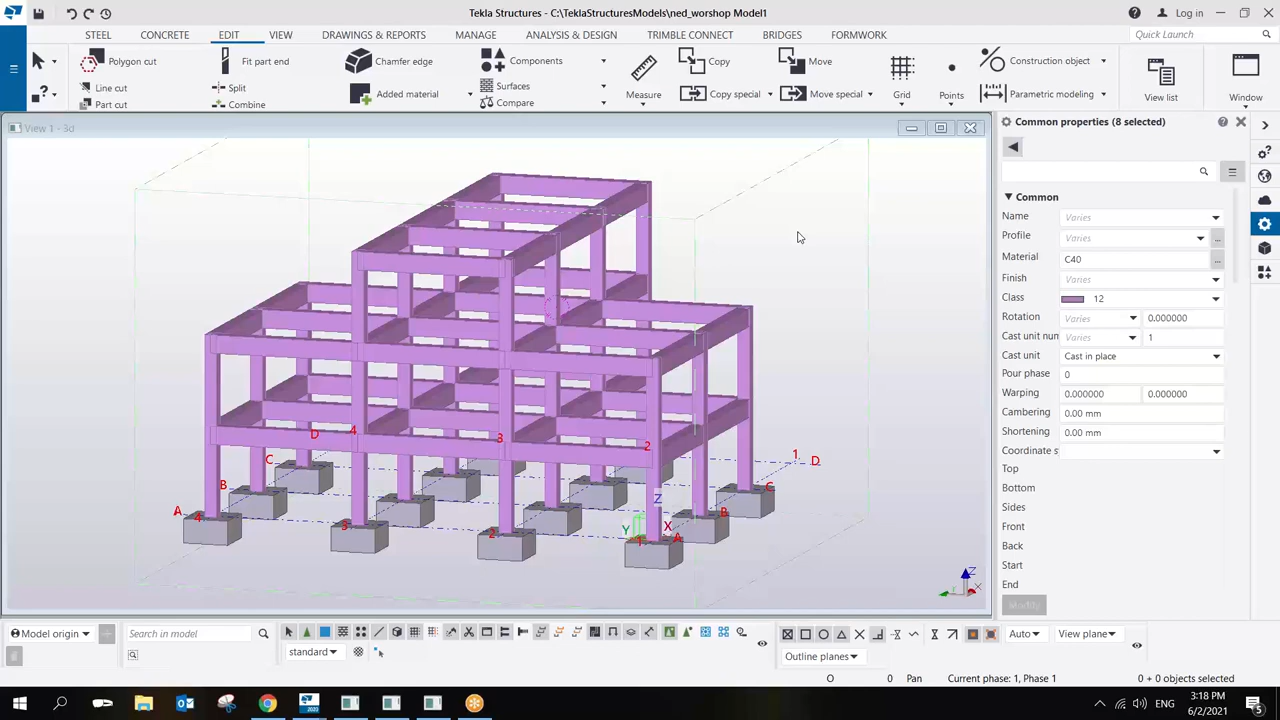 Tekla Structures - C:\TeklaStructuresModels\ned_workshop Model1
Log in
STEEL CONCRETE EDIT VIEW DRAWINGS & REPORTS MANAGE ANALYSIS & DESIGN TRIMBLE CONNECT BRIDGES FORMWORK
Quick Launch
Polygon cut
Line cut
Part cut
Fit part end
Split
Combine
Chamfer edge
Added material
Components
Surfaces
Compare
Measure
Copy
Copy special
Move
Move special
Grid
Points
Construction object
Parametric modeling
View list
Window
View 1 - 3d
Common properties (8 selected)
Common
Name Varies
Profile Varies ...
Material C40 ...
Finish Varies
Class 12
Rotation Varies 0.000000
Cast unit num Varies 1
Cast unit Cast in place
Pour phase 0
Warping 0.000000 0.000000
Cambering 0.00 mm
Shortening 0.00 mm
Coordinate s
Top
Bottom
Sides
Front
Back
Start
End
Modify
D 4 3 2 1 D
C
B
A 4
3
2
1
A
B
C
Z
Y
X
Z
X
Model origin
Search in model
standard
Auto
View plane
Outline planes
O 0 Pan Current phase: 1, Phase 1 0 + 0 objects selected
ENG
3:18 PM
6/2/2021
5